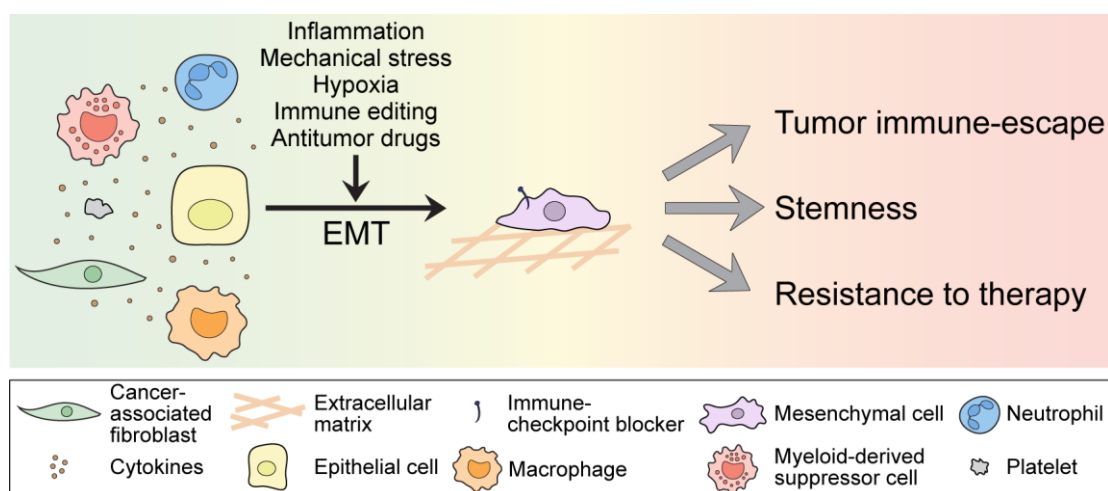 Inflammation
Mechanical stress
Hypoxia
Immune editing
Antitumor drugs
EMT
Tumor immune-escape
Stemness
Resistance to therapy
Cancer-
associated
fibroblast
Extracellular
matrix
Immune-
checkpoint blocker
Mesenchymal cell
Neutrophil
Cytokines
Epithelial cell
Macrophage
Myeloid-derived
suppressor cell
Platelet